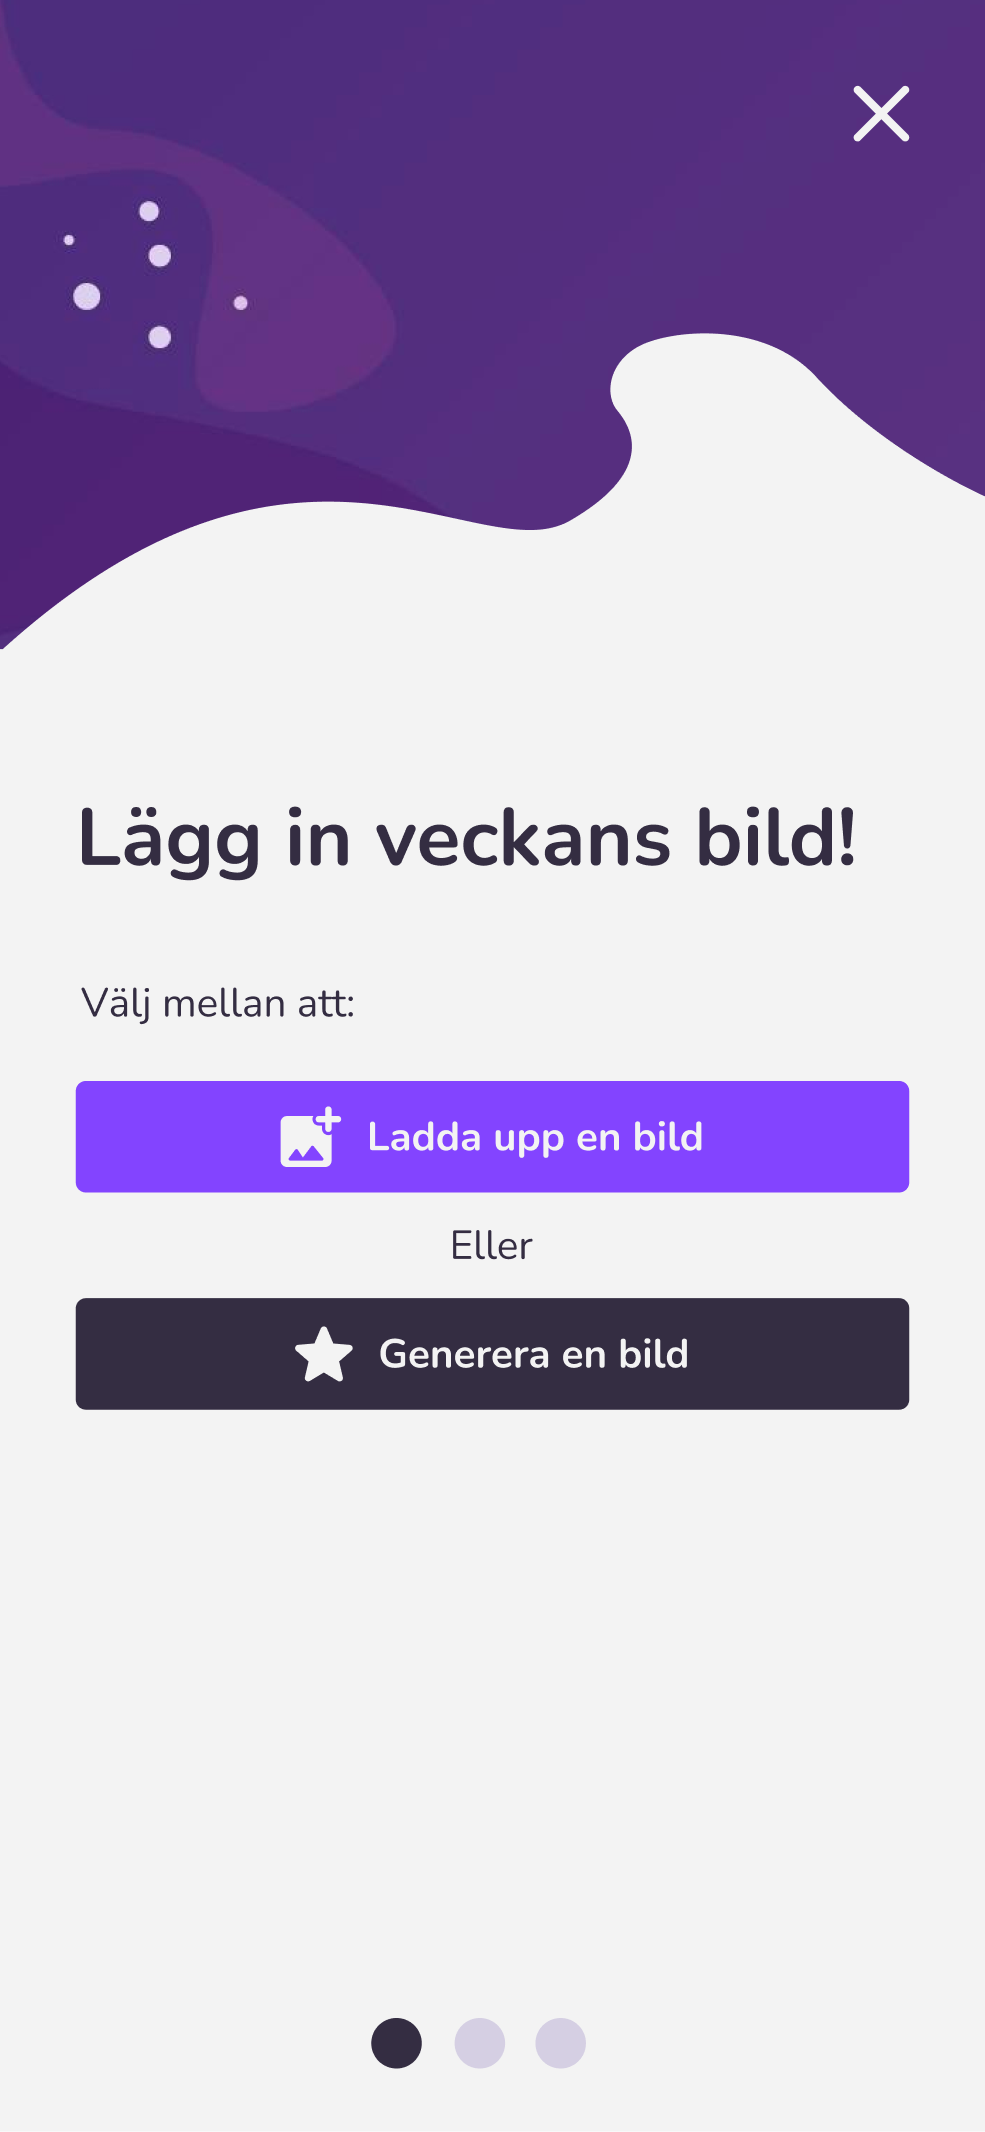 Lägg in veckans bild!
Välj mellan att:
Ladda upp en bild
Eller
Generera en bild